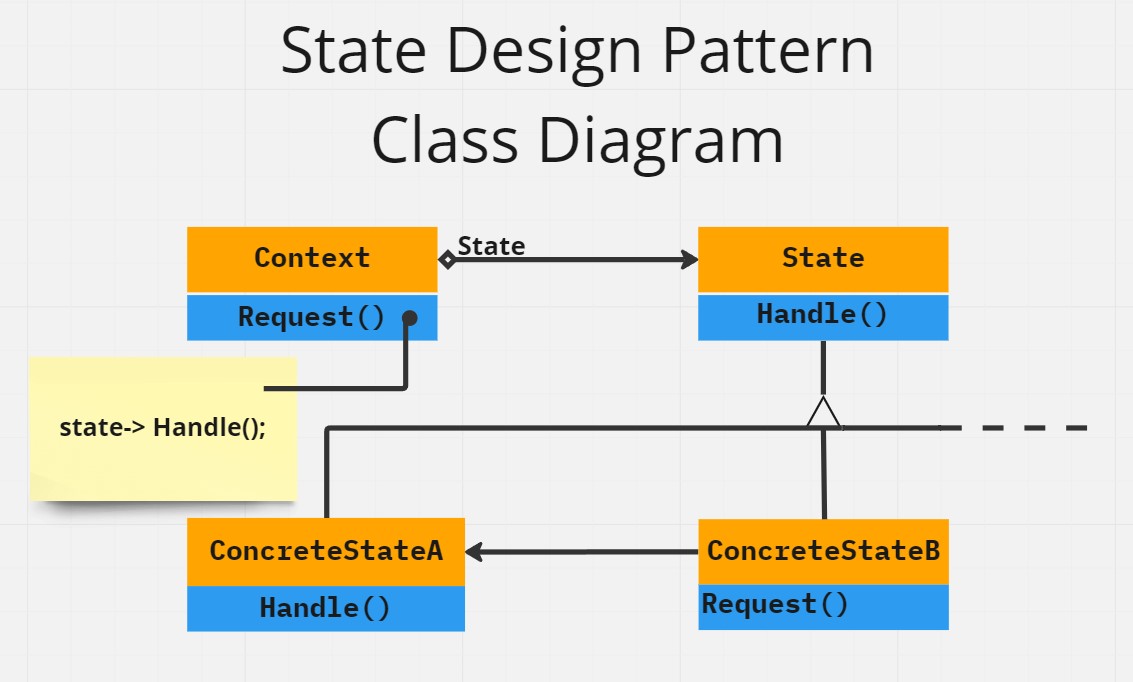 State Design Pattern
Class Diagram
Context
State
State
Request()
Handle()
state-> Handle();
ConcreteStateA
ConcreteStateB
Handle()
Request()